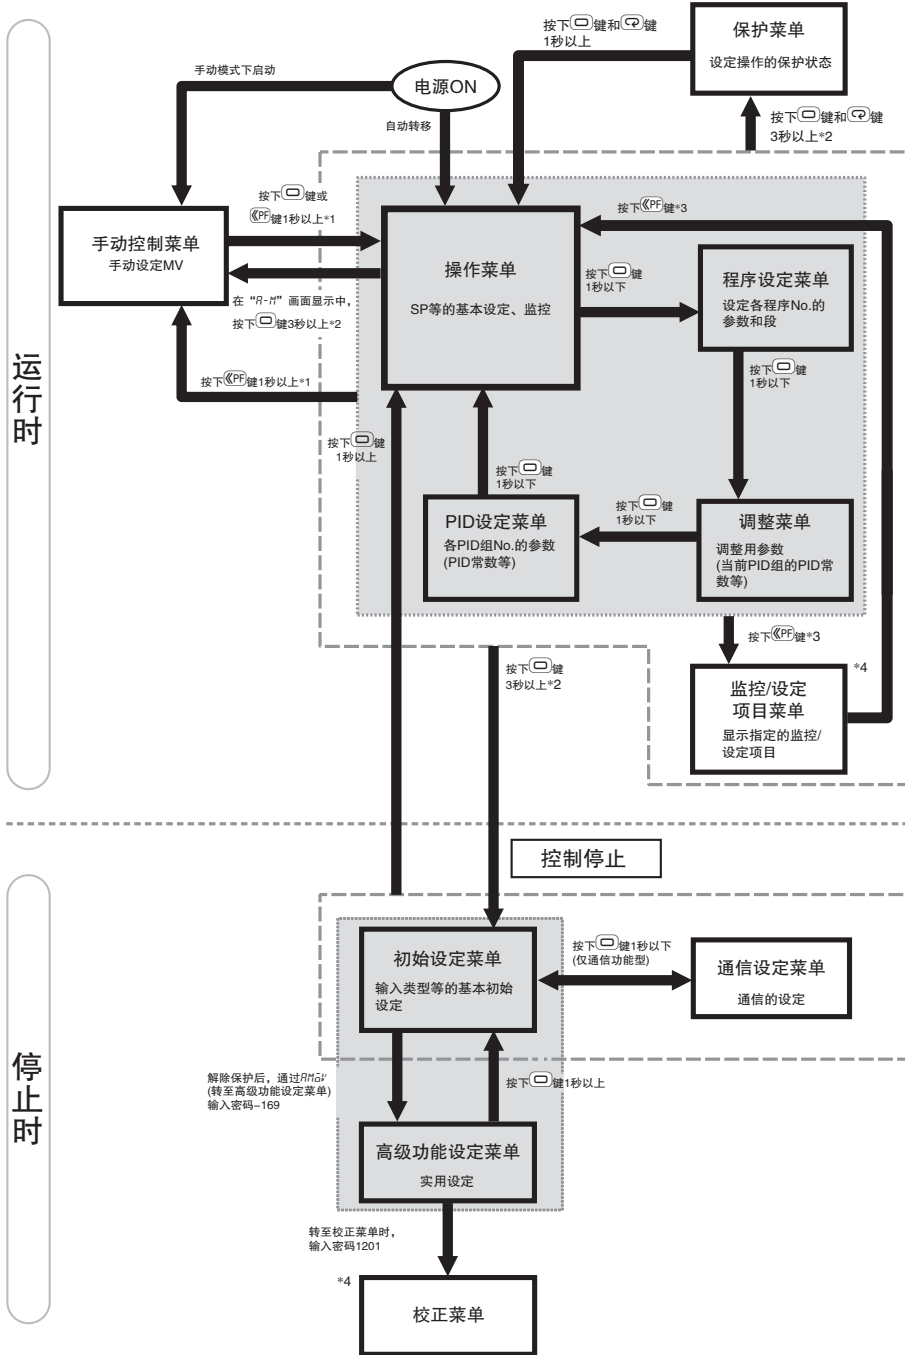 运行时
按下键和键
1秒以上
保护菜单
设定操作的保护状态
手动模式下启动
电源ON
自动转移
按下键和键
3秒以上*2
按下键或
《PF键1秒以上*1
手动控制菜单
手动设定MV
操作菜单
SP等的基本设定、监控
按下《PF键*3
按下键
1秒以下
程序设定菜单
设定各程序No.的
参数和段
在“A-M”画面显示中，
按下键3秒以上*2
按下键
1秒以下
按下《PF键1秒以上*1
按下键
1秒以上
按下键
1秒以下
按下键
1秒以下
PID设定菜单
各PID组No.的参数
(PID常数等)
调整菜单
调整用参数
(当前PID组的PID常
数等)
按下《PF键*3
*4
按下键
3秒以上*2
监控/设定
项目菜单
显示指定的监控/
设定项目
控制停止
停止时
初始设定菜单
输入类型等的基本初始
设定
按下键1秒以下
(仅通信功能型)
通信设定菜单
通信的设定
解除保护后，通过AMoV
(转至高级功能设定菜单)
输入密码–169
按下键1秒以上
高级功能设定菜单
实用设定
转至校正菜单时，
输入密码1201
*4
校正菜单